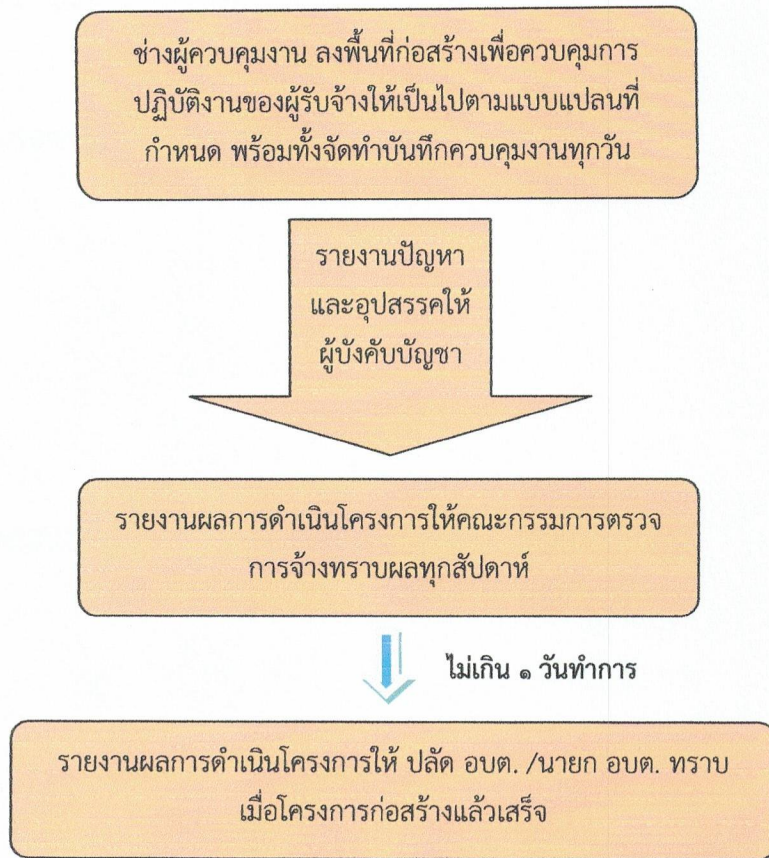 ช่างผู้ควบคุมงาน ลงพื้นที่ก่อสร้างเพื่อควบคุมการ
ปฏิบัติงานของผู้รับจ้างให้เป็นไปตามแบบแปลนที่
กำหนด พร้อมทั้งจัดทำบันทึกควบคุมงานทุกวัน
รายงานปัญหา
และอุปสรรคให้
ผู้บังคับบัญชา
รายงานผลการดำเนินโครงการให้คณะกรรมการตรวจ
การจ้างทราบผลทุกสัปดาห์
ไม่เกิน ๑ วันทำการ
รายงานผลการดำเนินโครงการให้ ปลัด อบต. /นายก อบต. ทราบ
เมื่อโครงการก่อสร้างแล้วเสร็จ